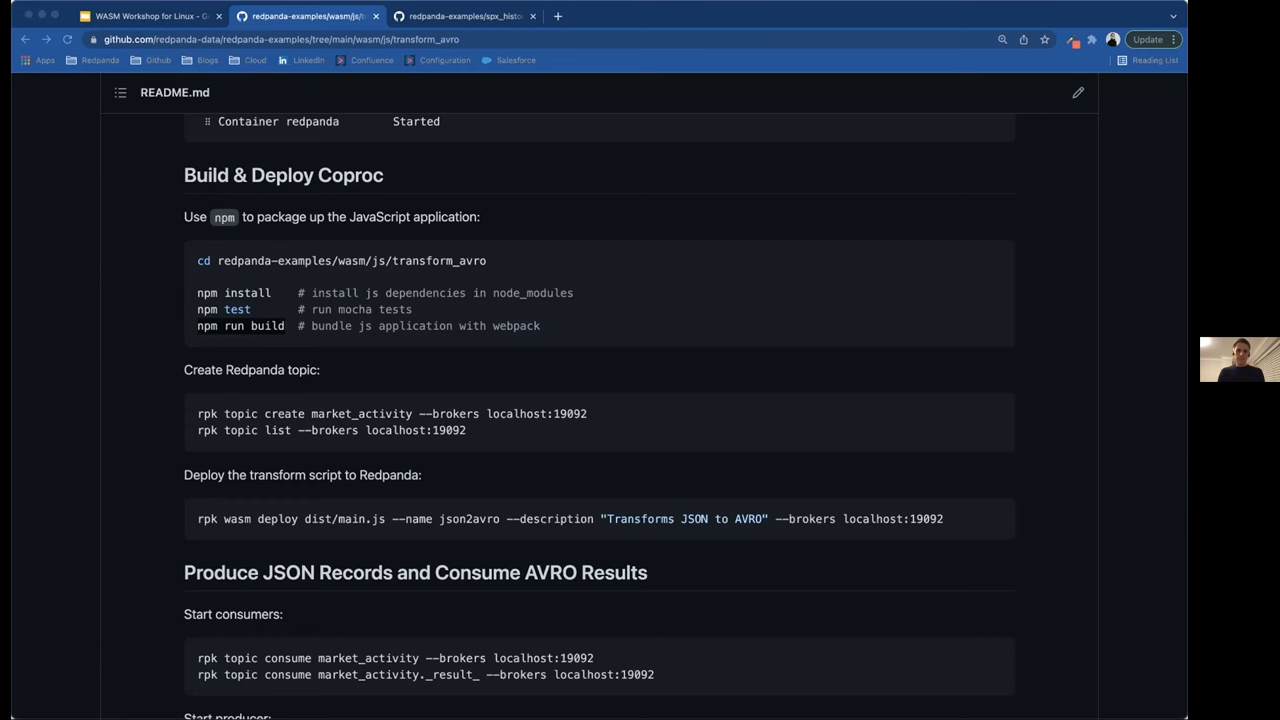 WASM Workshop for Linux - G
redpanda-examples/wasm/js/t
redpanda-examples/spx_histo
github.com/redpanda-data/redpanda-examples/tree/main/wasm/js/transform_avro
Update
Apps
Redpanda
Github
Blogs
Cloud
LinkedIn
Confluence
Configuration
Salesforce
Reading List
README.md
Container redpanda Started
Build & Deploy Coproc
Use npm to package up the JavaScript application:
cd redpanda-examples/wasm/js/transform_avro
npm install # install js dependencies in node_modules
npm test # run mocha tests
npm run build # bundle js application with webpack
Create Redpanda topic:
rpk topic create market_activity --brokers localhost:19092
rpk topic list --brokers localhost:19092
Deploy the transform script to Redpanda:
rpk wasm deploy dist/main.js --name json2avro --description "Transforms JSON to AVRO" --brokers localhost:19092
Produce JSON Records and Consume AVRO Results
Start consumers:
rpk topic consume market_activity --brokers localhost:19092
rpk topic consume market_activity._result_ --brokers localhost:19092
Start producer: